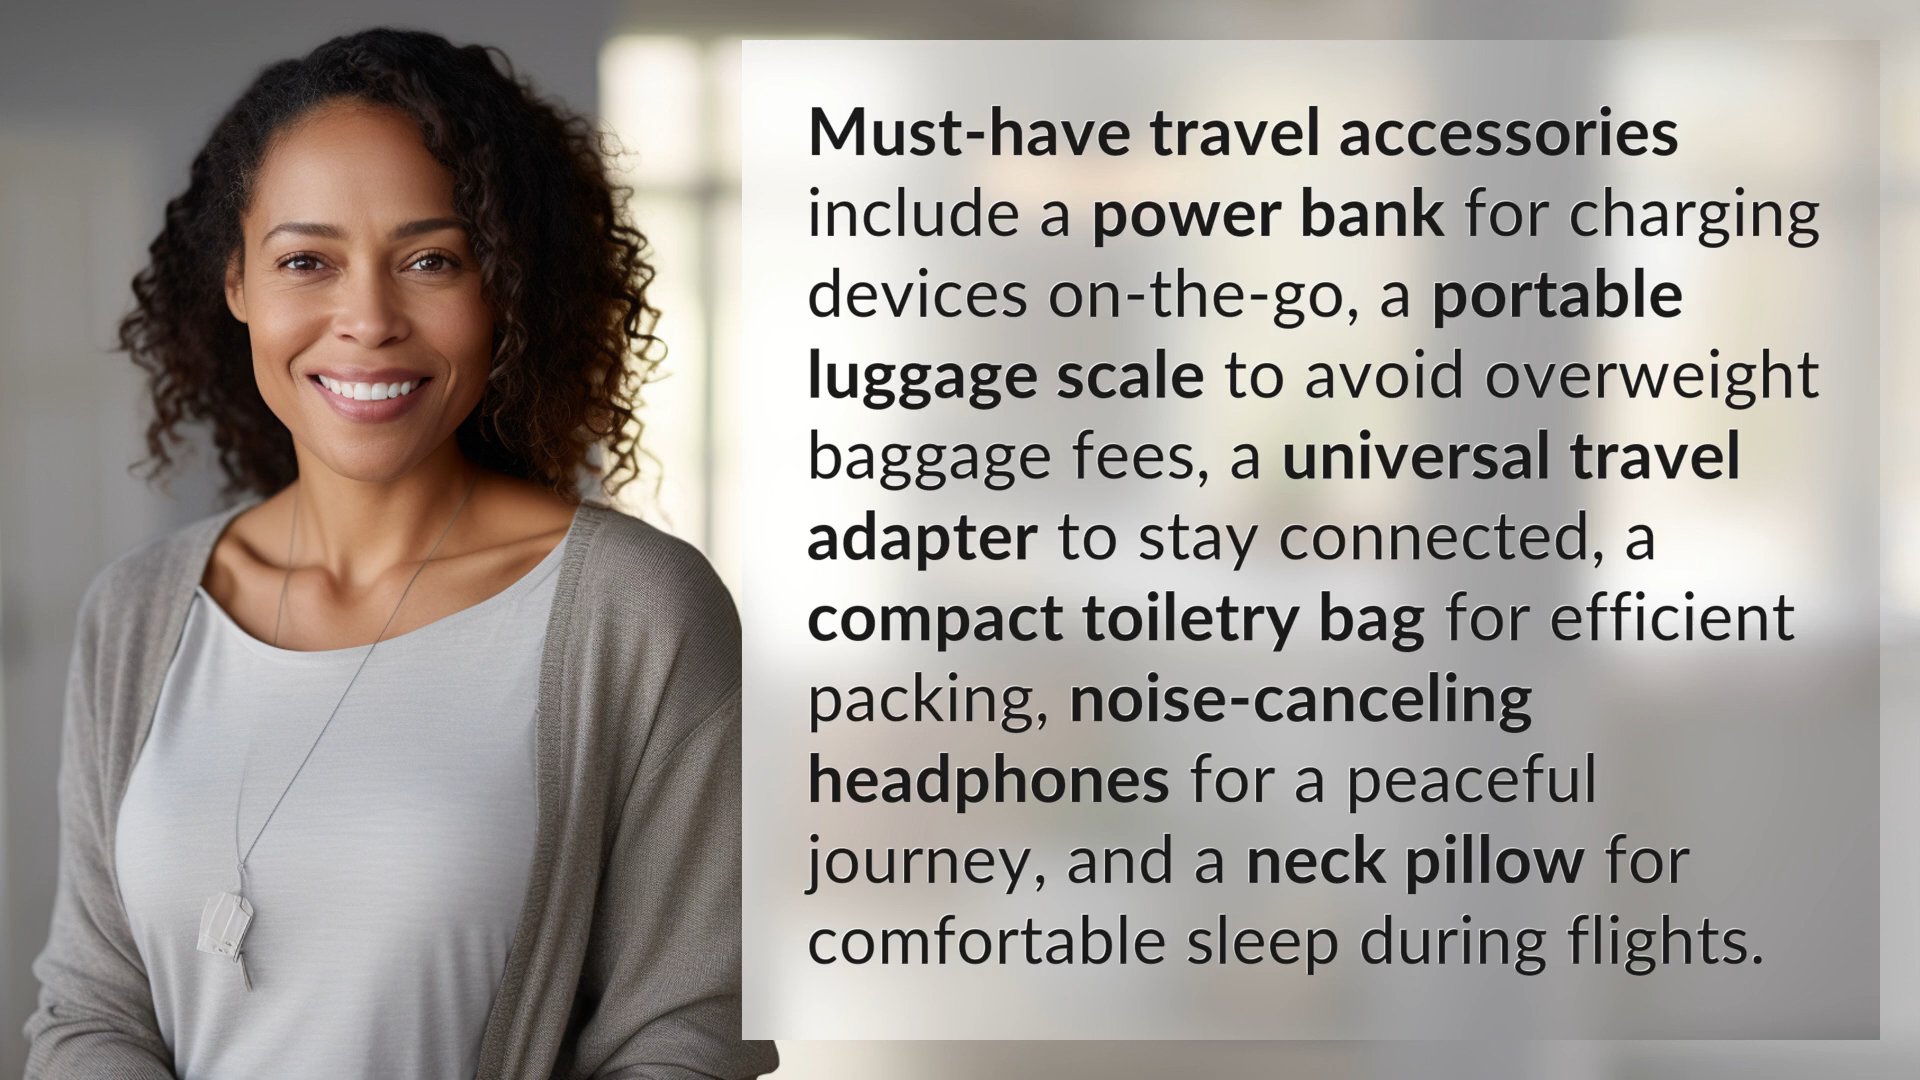 Must-have travel accessories
include a power bank for charging
devices on-the-go, a portable
luggage scale to avoid overweight
baggage fees, a universal travel
adapter to stay connected, a
compact toiletry bag for efficient
packing, noise-canceling
headphones for a peaceful
journey, and a neck pillow for
comfortable sleep during flights.